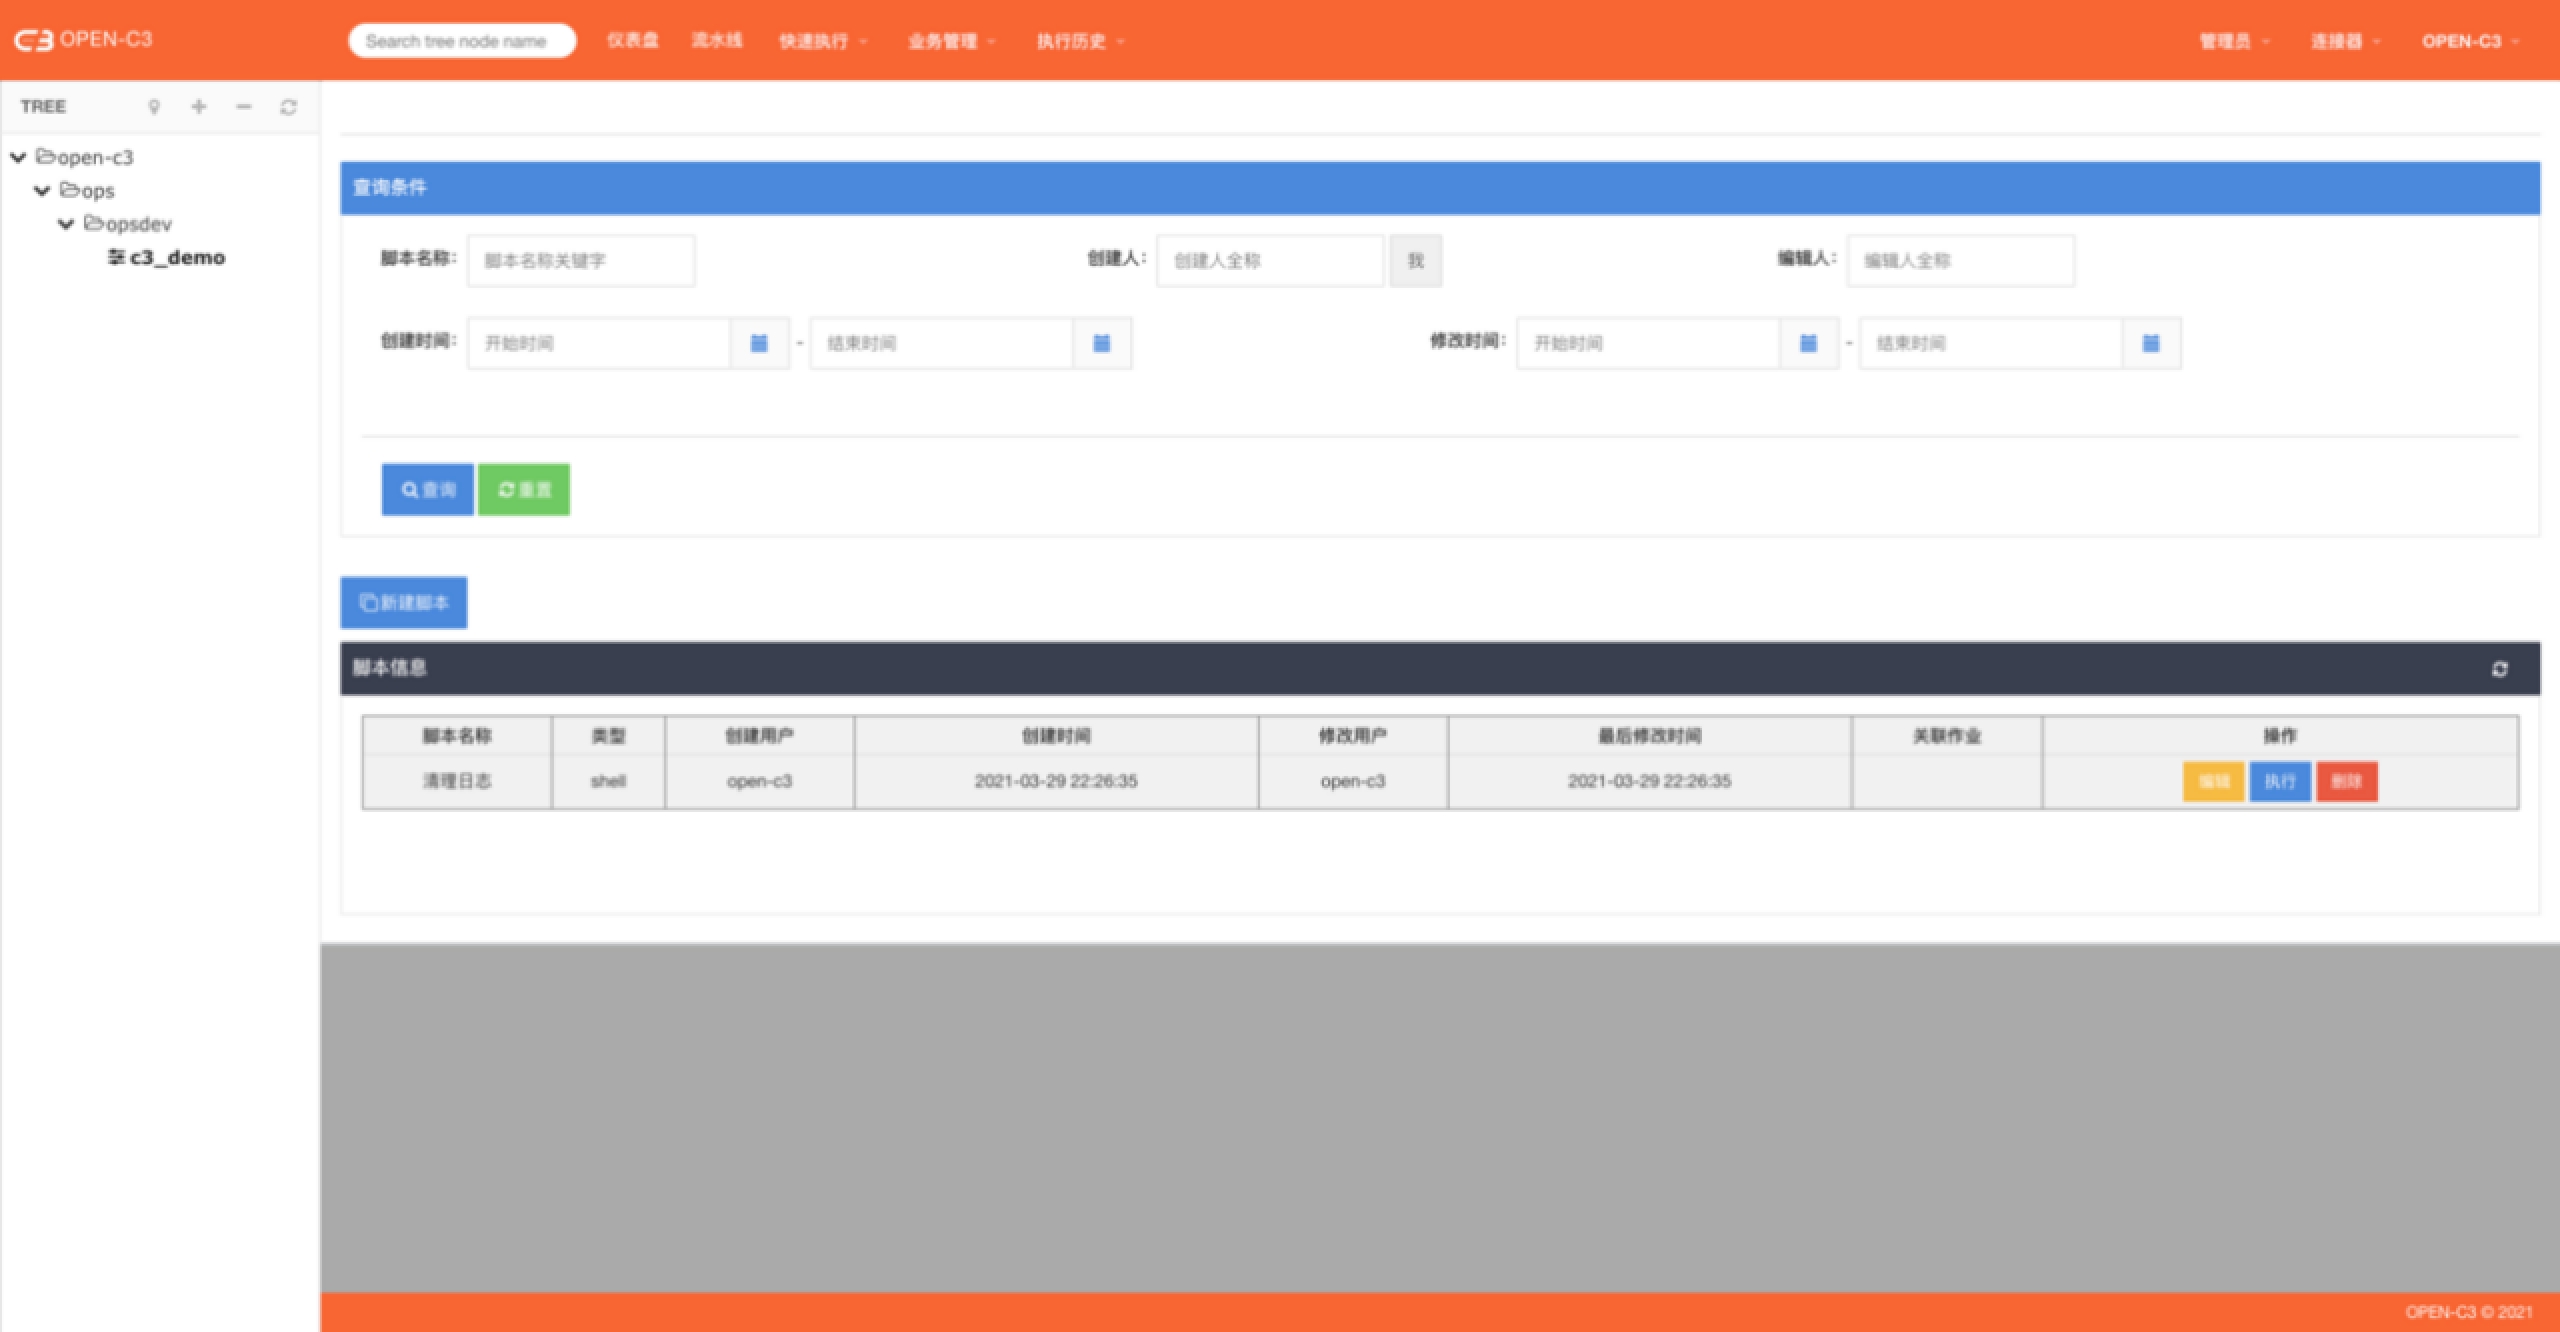 OPEN-C3
Search tree node name 仪表盘 流水线 快速执行 业务管理 执行历史 管理员 连接器 OPEN-C3
TREE
open-c3
ops
opsdev
c3_demo
查询条件
脚本名称: 脚本名称关键字 创建人: 创建人全称 我 编辑人: 编辑人全称
创建时间: 开始时间 - 结束时间 修改时间: 开始时间 - 结束时间
查询 重置
新建脚本
脚本信息
脚本名称 类型 创建用户 创建时间 修改用户 最后修改时间 关联作业 操作
清理日志 shell open-c3 2021-03-29 22:26:35 open-c3 2021-03-29 22:26:35 编辑 执行 删除
OPEN-C3 © 2021